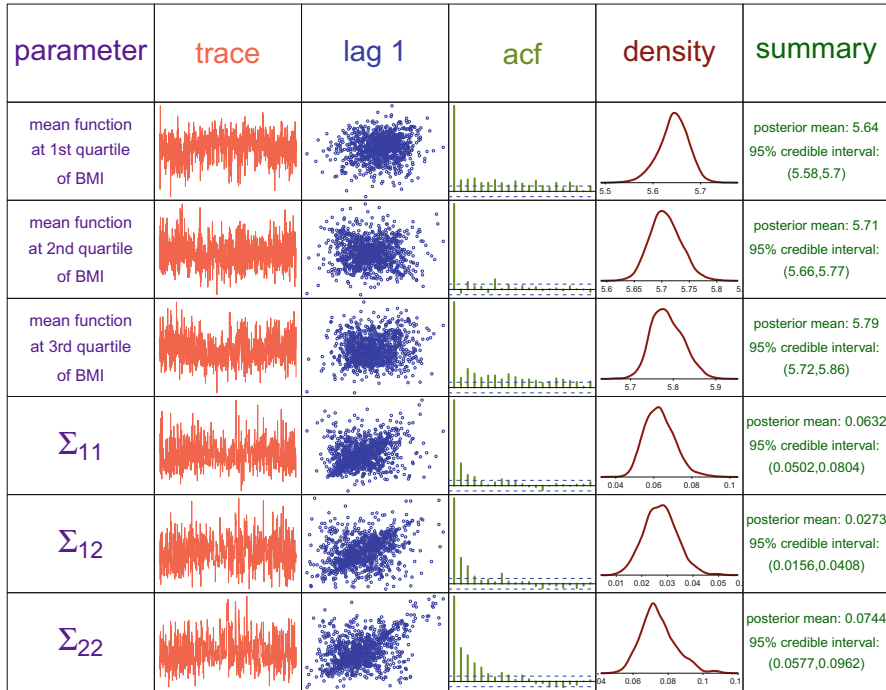 parameter trace lag 1 acf density summary
mean function
at 1st quartile
of BMI
5.5 5.6 5.7
posterior mean: 5.64
95% credible interval:
(5.58,5.7)
mean function
at 2nd quartile
of BMI
5.6 5.65 5.7 5.75 5.8 5.
posterior mean: 5.71
95% credible interval:
(5.66,5.77)
mean function
at 3rd quartile
of BMI
5.7 5.8 5.9
posterior mean: 5.79
95% credible interval:
(5.72,5.86)
Σ11
0.04 0.06 0.08 0.1
posterior mean: 0.0632
95% credible interval:
(0.0502,0.0804)
Σ12
0.01 0.02 0.03 0.04 0.05 0.
posterior mean: 0.0273
95% credible interval:
(0.0156,0.0408)
Σ22
04 0.06 0.08 0.1 0.1
posterior mean: 0.0744
95% credible interval:
(0.0577,0.0962)